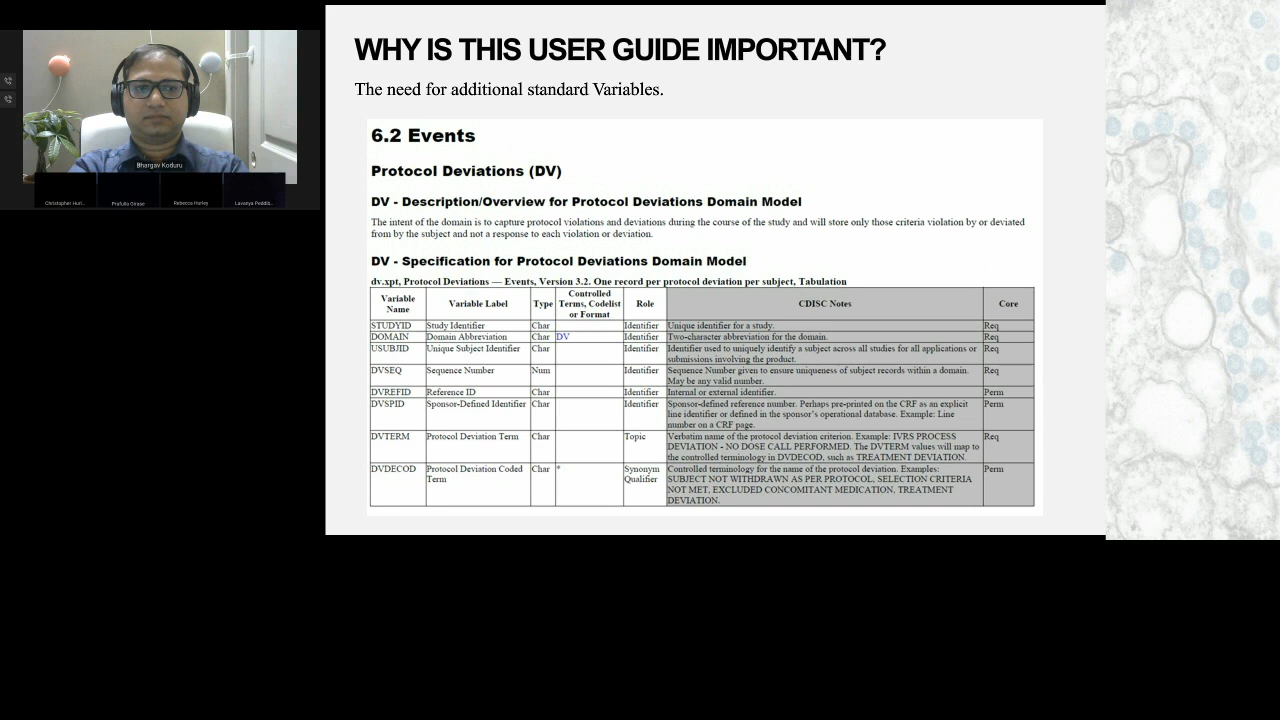 WHY IS THIS USER GUIDE IMPORTANT?
The need for additional standard Variables.
6.2 Events
Protocol Deviations (DV)
DV - Description/Overview for Protocol Deviations Domain Model
The intent of the domain is to capture protocol violations and deviations during the course of the study and will store only those criteria violation by or deviated
from by the subject and not a response to each violation or deviation.
DV - Specification for Protocol Deviations Domain Model
dv.xpt, Protocol Deviations — Events, Version 3.2. One record per protocol deviation per subject, Tabulation
Variable Name Variable Label Type Controlled Terms, Codelist or Format Role CDISC Notes Core
STUDYID Study Identifier Char Identifier Unique identifier for a study. Req
DOMAIN Domain Abbreviation Char DV Identifier Two-character abbreviation for the domain. Req
USUBJID Unique Subject Identifier Char Identifier Identifier used to uniquely identify a subject across all studies for all applications or Req
submissions involving the product.
DVSEQ Sequence Number Num Identifier Sequence Number given to ensure uniqueness of subject records within a domain. Req
May be any valid number.
DVREFID Reference ID Char Identifier Internal or external identifier. Perm
DVSPID Sponsor-Defined Identifier Char Identifier Sponsor-defined reference number. Perhaps pre-printed on the CRF as an explicit Perm
line identifier or defined in the sponsor's operational database. Example: Line
number on a CRF page.
DVTERM Protocol Deviation Term Char Topic Verbatim name of the protocol deviation criterion. Example: IVRS PROCESS Req
DEVIATION - NO DOSE CALL PERFORMED. The DVTERM values will map to
the controlled terminology in DVDECOD, such as TREATMENT DEVIATION.
DVDECOD Protocol Deviation Coded Char * Synonym Controlled terminology for the name of the protocol deviation. Examples: Perm
Term Qualifier SUBJECT NOT WITHDRAWN AS PER PROTOCOL, SELECTION CRITERIA
NOT MET, EXCLUDED CONCOMITANT MEDICATION, TREATMENT
DEVIATION.
Bhargav Koduru
Christopher Hurl... Prafulla Girase Rebecca Hurley Lavanya Peddib...